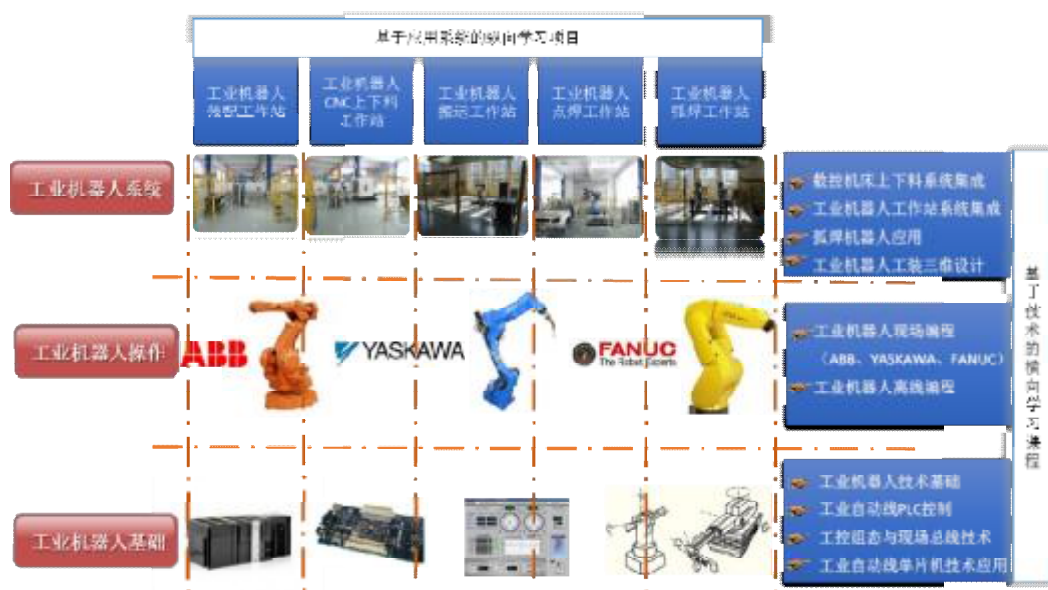 基于应用系统的纵向学习项目
工业机器人
装配工作站
工业机器人
CNC上下料
工作站
工业机器人
搬运工作站
工业机器人
点焊工作站
工业机器人
弧焊工作站
工业机器人系统
数控机床上下料系统集成
工业机器人工作站系统集成
弧焊机器人应用
工业机器人工装三维设计
工业机器人操作
ABB
YASKAWA
FANUC
The Robot Experts
工业机器人现场编程
(ABB、YASKAWA、FANUC)
工业机器人离线编程
工业机器人基础
工业机器人技术基础
工业自动线PLC控制
工控组态与现场总线技术
工业自动线单片机技术应用
基于技术的横向学习课程